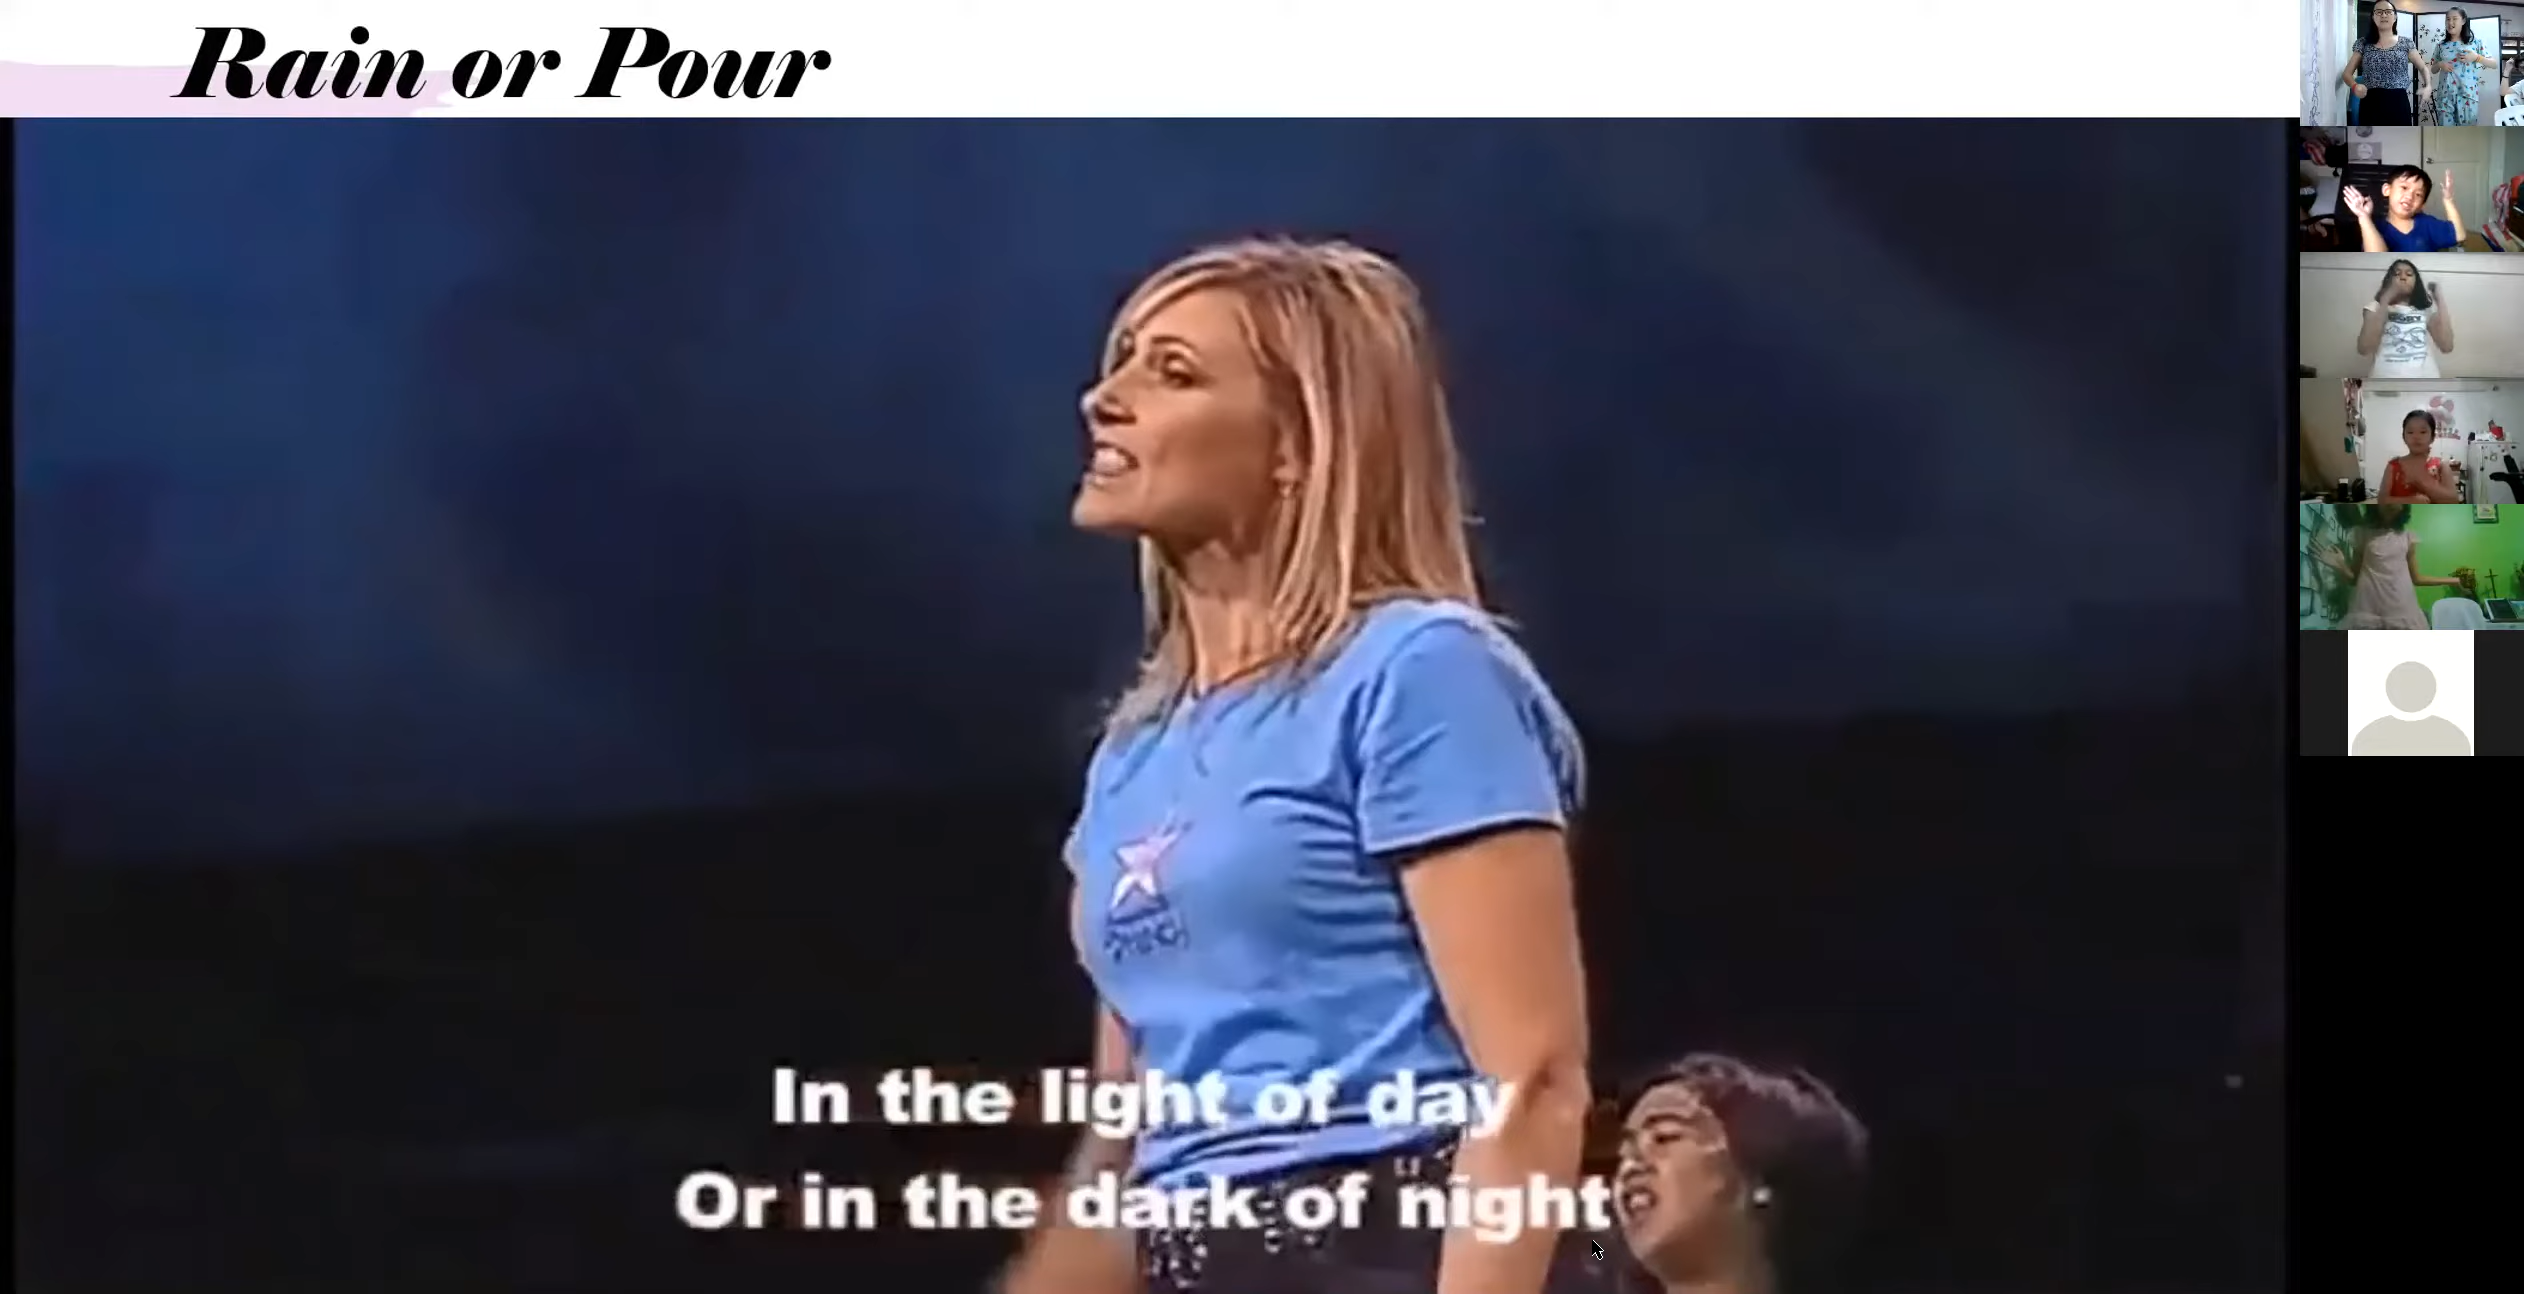 Rain or Pour
In the light of day
Or in the dark of night